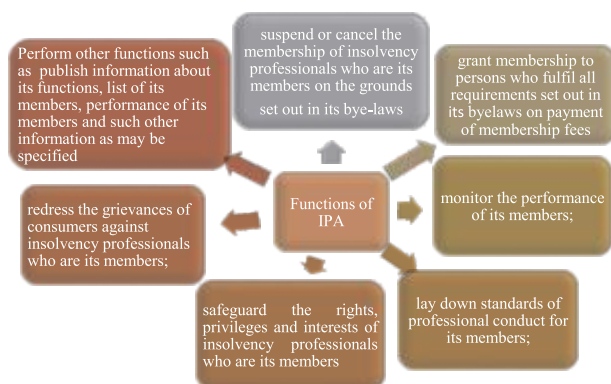 Perform other functions such
as publish information about
its functions, list of its
members, performance of its
members and such other
information as may be
specified
suspend or cancel the
membership of insolvency
professionals who are its
members on the grounds
set out in its bye-laws
grant membership to
persons who fulfil all
requirements set out in
its byelaws on payment
of membership fees
redress the grievances of
consumers against
insolvency professionals
who are its members;
Functions of
IPA
monitor the performance
of its members;
safeguard the rights,
privileges and interests of
insolvency professionals
who are its members
lay down standards of
professional conduct for
its members;